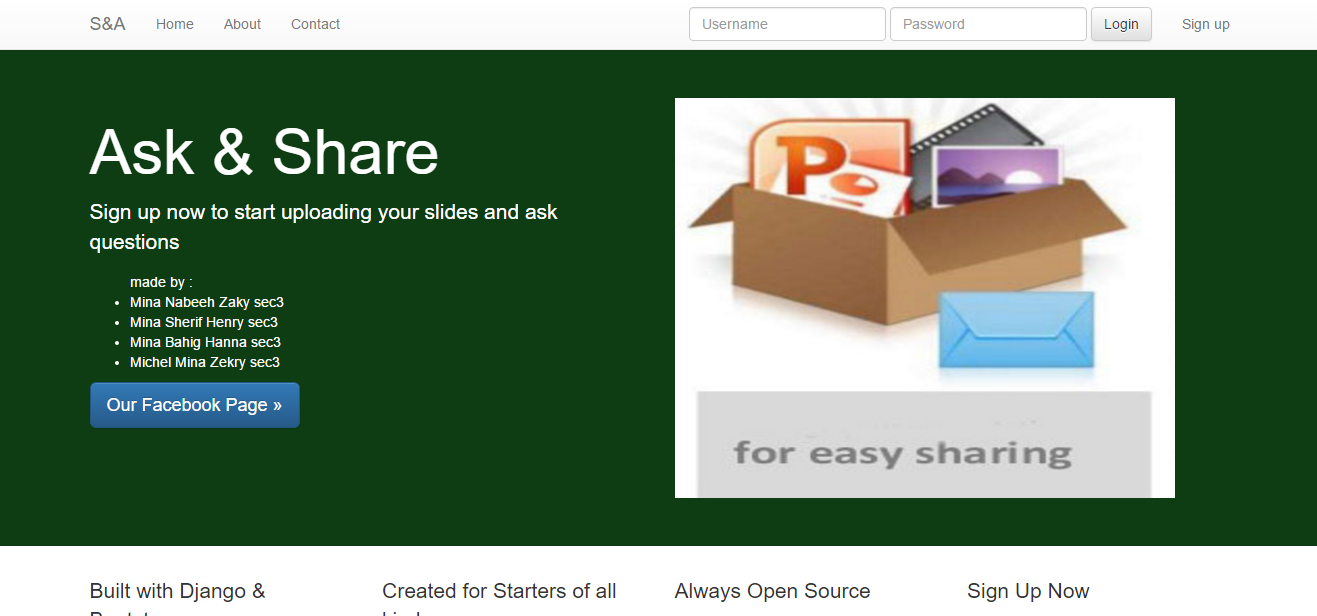 S&A Home About Contact Username Password Login Sign up
Ask & Share
Sign up now to start uploading your slides and ask
questions
made by :
Mina Nabeeh Zaky sec3
Mina Sherif Henry sec3
Mina Bahig Hanna sec3
Michel Mina Zekry sec3
Our Facebook Page »
P
for easy sharing
Built with Django &
Created for Starters of all
Always Open Source
Sign Up Now